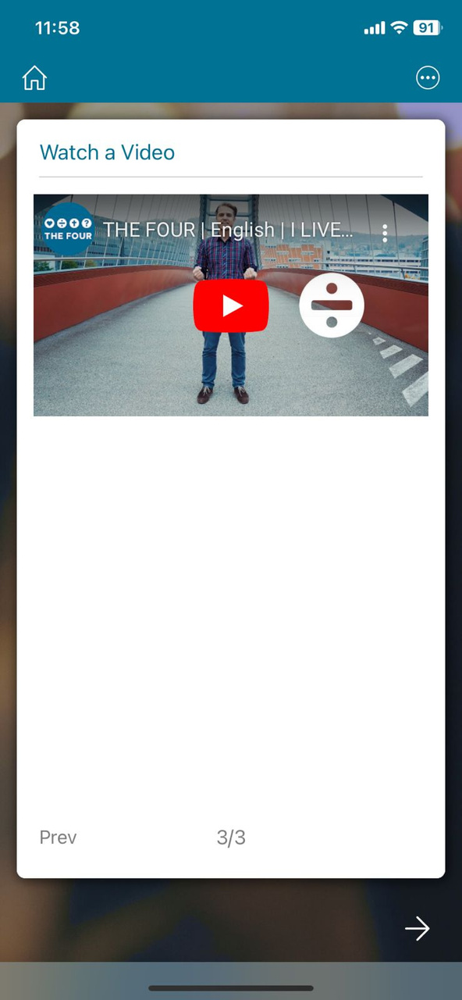 11:58
91
Watch a Video
THE FOUR
THE FOUR | English | I LIVE...
Prev
3/3